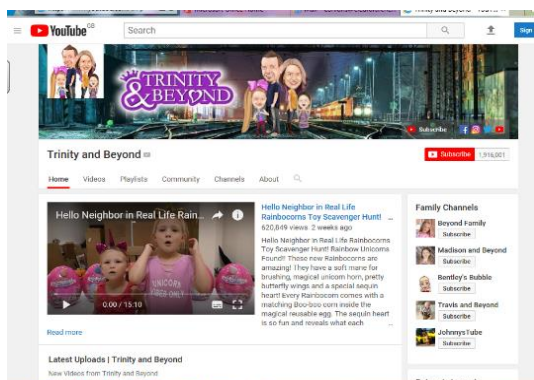 YouTube GB
Search
Sign
TRINITY
& BEYOND
Subscribe
Trinity and Beyond
Subscribe 1,916,001
Home Videos Playlists Community Channels About
Hello Neighbor in Real Life Rain...
UNICORN
0:00 / 15:10
Hello Neighbor in Real Life
Rainbocorns Toy Scavenger Hunt! ...
620,849 views 2 weeks ago
Hello Neighbor in Real Life Rainbocorns
Toy Scavenger Hunt! Rainbow Unicorns
Found!! These new Rainbocorns are
amazing! They have a soft mane for
brushing, magical unicorn horn, pretty
butterfly wings and a special sequin
heart! Every Rainbocorn comes with a
matching Boo-boo corn inside the
magical reusable egg. The sequin heart
is so fun and reveals what each ...
Read more
Family Channels
Beyond Family
Subscribe
Madison and Beyond
Subscribe
Bentley's Bubble
Subscribe
Travis and Beyond
Subscribe
JohnnysTube
Subscribe
Latest Uploads | Trinity and Beyond
New Videos from Trinity and Beyond